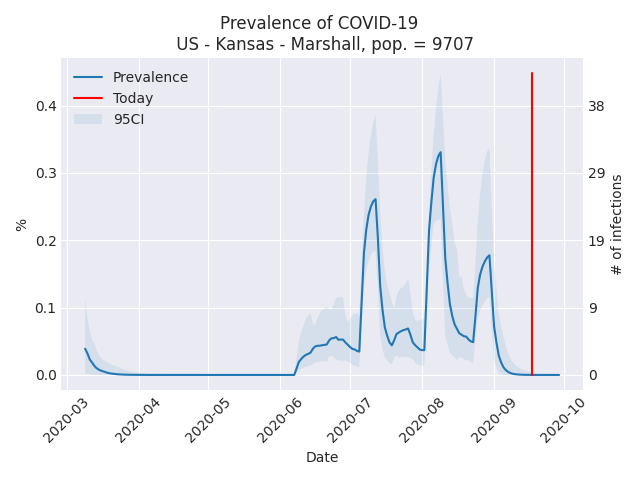 Prevalence of COVID-19
US - Kansas - Marshall, pop. = 9707
Prevalence
Today
95CI
0.4
0.3
0.2
0.1
0.0
%
38
29
19
9
0
# of infections
2020-03
2020-04
2020-05
2020-06
2020-07
2020-08
2020-09
2020-10
Date